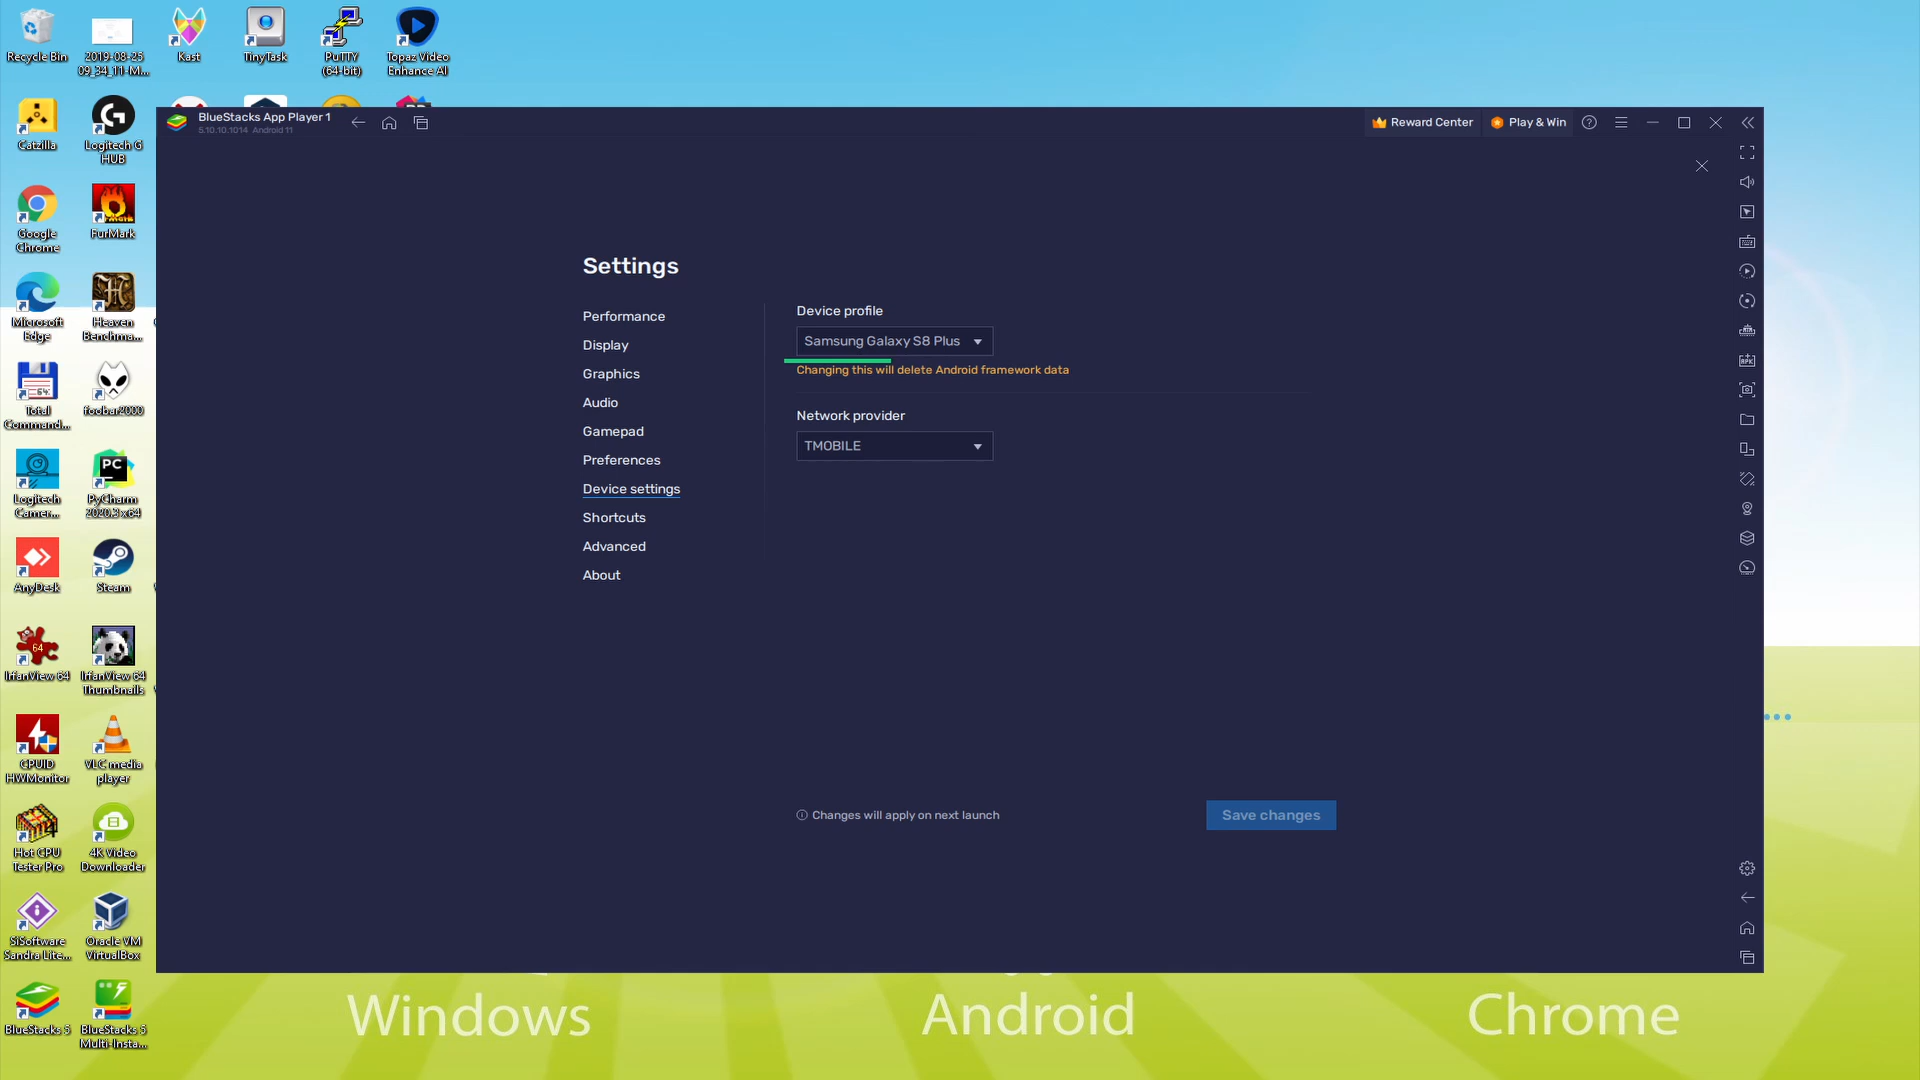 Recycle Bin
2019-08-25
09_34_11-M...
Kast
TinyTask
PuTTY
(64-bit)
Topaz Video
Enhance AI
Catzilla
Logitech G
HUB
Google
Chrome
FurMark
Microsoft
Edge
Heaven
Benchma...
Total
Command...
foobar2000
Logitech
Camer...
PyCharm
2020.3 x64
AnyDesk
Steam
IrfanView 64
IrfanView 64
Thumbnails
CPUID
HWMonitor
VLC media
player
Hot CPU
Tester Pro
4K Video
Downloader
SiSoftware
Sandra Lite...
Oracle VM
VirtualBox
BlueStacks 5
BlueStacks 5
Multi-Insta...
BlueStacks App Player 1
5.10.10.1014 Android 11
Reward Center
Play & Win
Settings
Performance
Display
Graphics
Audio
Gamepad
Preferences
Device settings
Shortcuts
Advanced
About
Device profile
Samsung Galaxy S8 Plus
Changing this will delete Android framework data
Network provider
TMOBILE
Changes will apply on next launch
Save changes
Windows
Android
Chrome